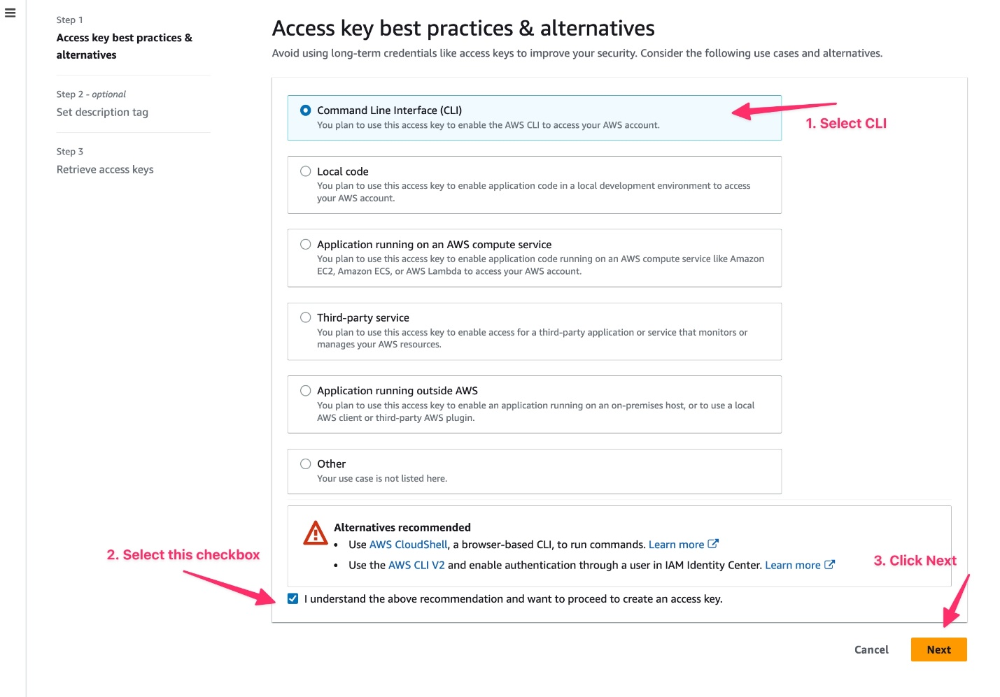 Step 1
Access key best practices &
alternatives
Step 2 - optional
Set description tag
Step 3
Retrieve access keys
Access key best practices & alternatives
Avoid using long-term credentials like access keys to improve your security. Consider the following use cases and alternatives.
Command Line Interface (CLI)
You plan to use this access key to enable the AWS CLI to access your AWS account.
1. Select CLI
Local code
You plan to use this access key to enable application code in a local development environment to access
your AWS account.
Application running on an AWS compute service
You plan to use this access key to enable application code running on an AWS compute service like Amazon
EC2, Amazon ECS, or AWS Lambda to access your AWS account.
Third-party service
You plan to use this access key to enable access for a third-party application or service that monitors or
manages your AWS resources.
Application running outside AWS
You plan to use this access key to enable an application running on an on-premises host, or to use a local
AWS client or third-party AWS plugin.
Other
Your use case is not listed here.
Alternatives recommended
• Use AWS CloudShell, a browser-based CLI, to run commands. Learn more
• Use the AWS CLI V2 and enable authentication through a user in IAM Identity Center. Learn more
2. Select this checkbox
3. Click Next
I understand the above recommendation and want to proceed to create an access key.
Cancel
Next